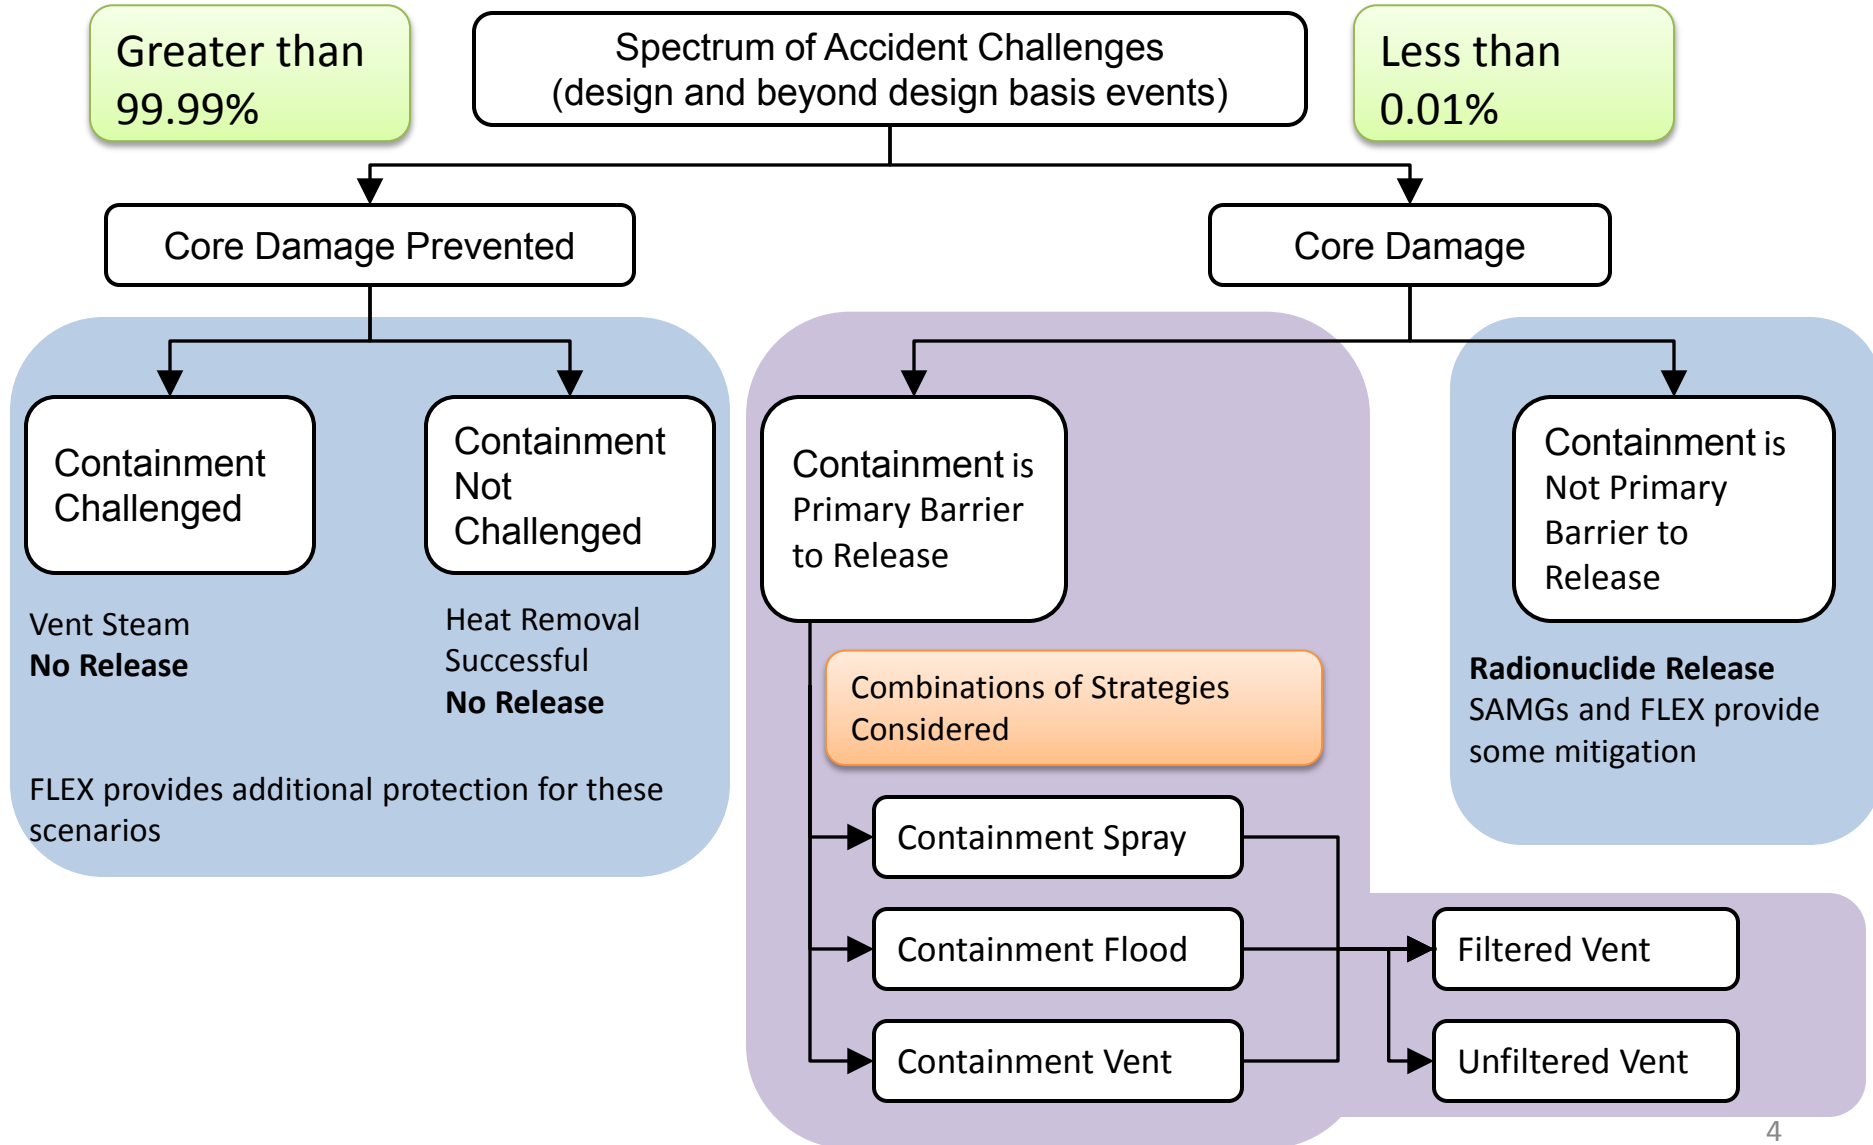 Greater than
99.99%
Spectrum of Accident Challenges
(design and beyond design basis events)
Less than
0.01%
Core Damage Prevented
Core Damage
Containment
Challenged
Containment
Not
Challenged
Containment is
Primary Barrier
to Release
Containment is
Not Primary
Barrier to
Release
Vent Steam
No Release
Heat Removal
Successful
No Release
FLEX provides additional protection for these
scenarios
Combinations of Strategies
Considered
Radionuclide Release
SAMGs and FLEX provide
some mitigation
Containment Spray
Containment Flood
Containment Vent
Filtered Vent
Unfiltered Vent
4